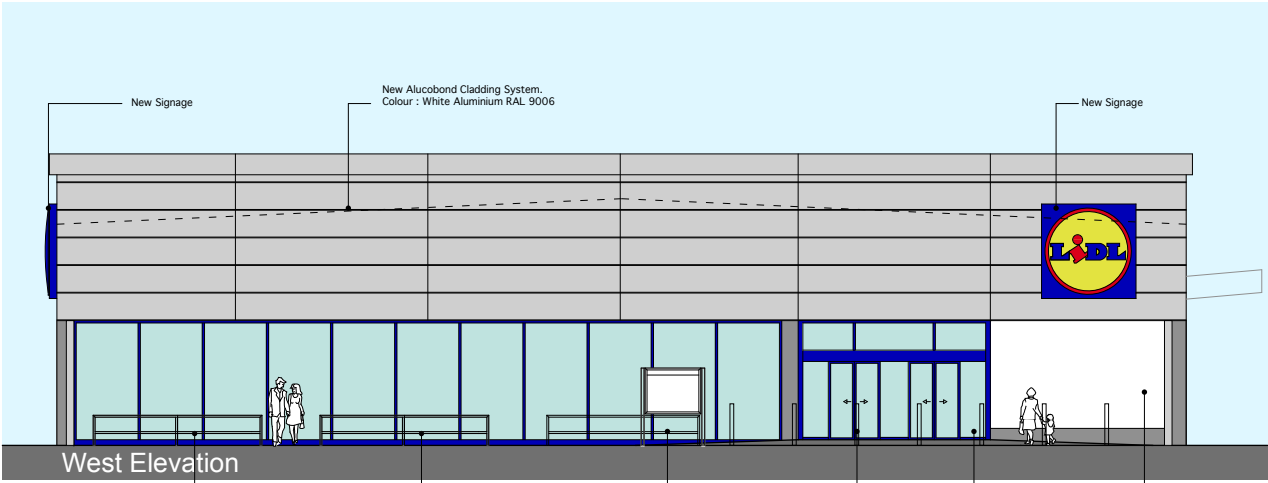 New Signage
New Alucobond Cladding System.
Colour : White Aluminium RAL 9006
New Signage
LiDL
West Elevation